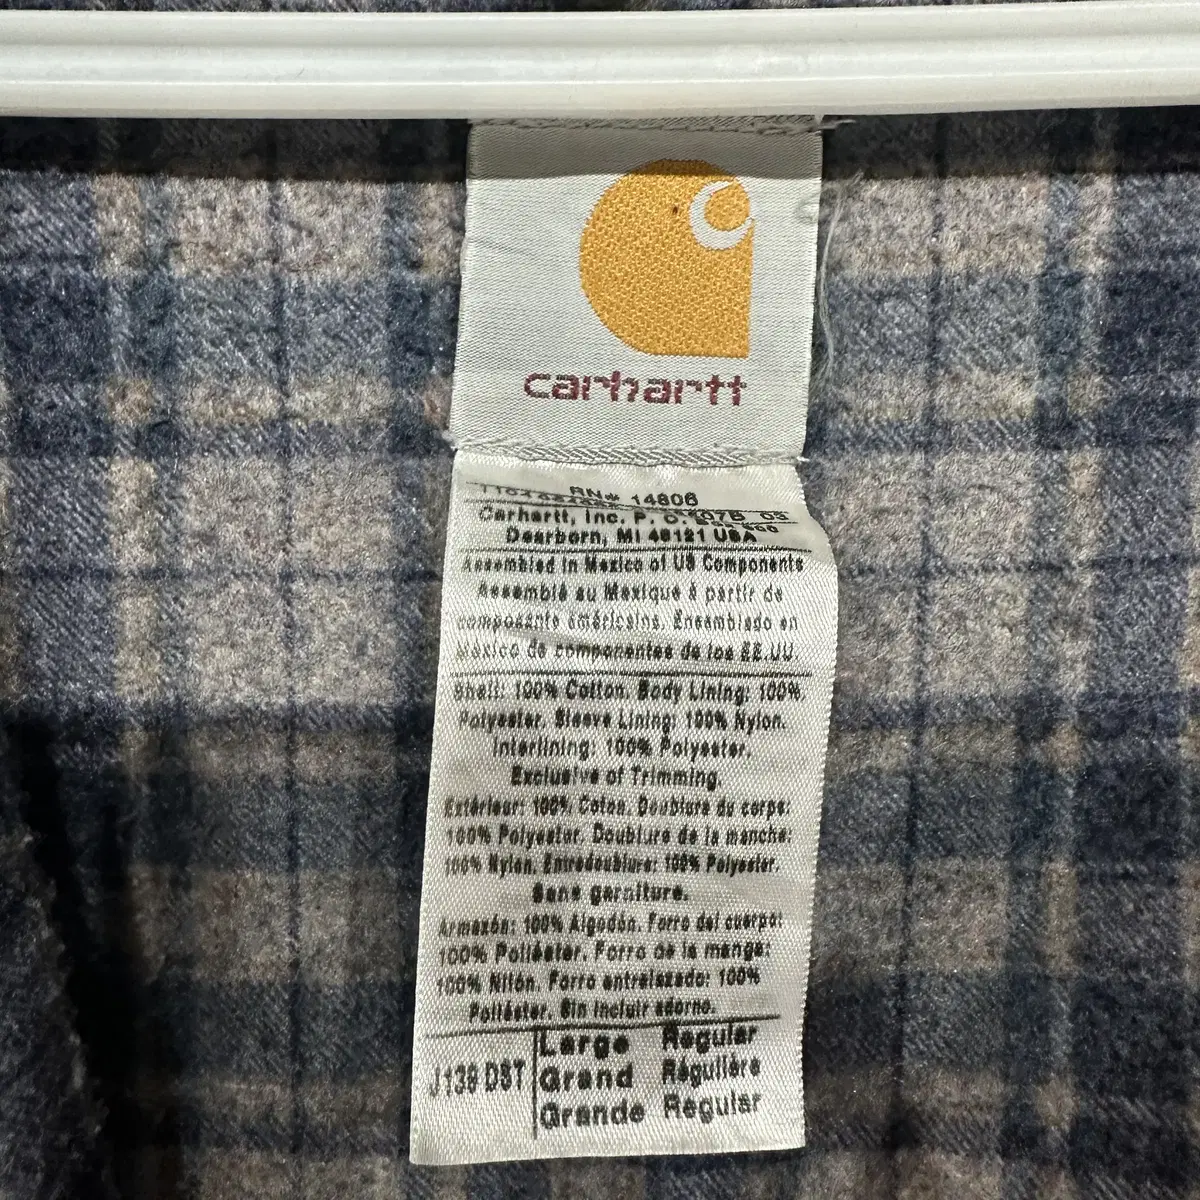 carhartt
RN# 14806
Carhartt, Inc. P. O.
Dearborn, MI 48121 USA
Assembled in Mexico of US Components
Assemblé au Mexique à partir de
composante américains. Ensamblado en
México de componentes de los EE.UU.
Shell: 100% Cotton. Body Lining: 100%
Polyester. Sleeve Lining: 100% Nylon.
Interlining: 100% Polyester.
Exclusive of Trimming.
Extérieur: 100% Coton. Doublure du corps:
100% Polyester. Doublure de la manche:
100% Nylon. Entredoublure: 100% Polyester.
Sans garniture.
Armazón: 100% Algodón. Forro del cuerpo:
100% Poliéster. Forro de la manga:
100% Nilón. Forro entrelazado: 100%
Poliéster. Sin incluir adorno.
Large Regular
J139 DST Grand Régulière
Grande Regular